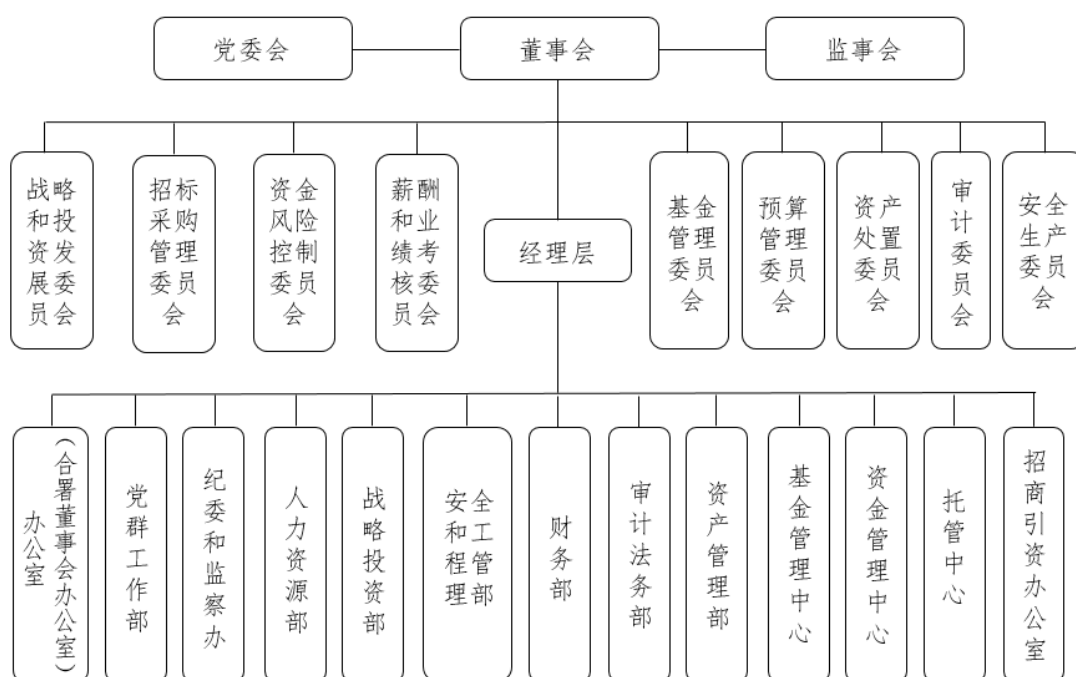 党委会
董事会
监事会
战略
和投
资发
展委
员会
招标
采购
管理
委员
会
资金
风险
控制
委员
会
薪酬
和业
绩考
核委
员会
经理层
基金
管理
委员
会
预算
管理
委员
会
资产
处置
委员
会
审计委员会
安全
生产
委员
会
办公室
（合署董事会办公室）
党群工作部
纪委和监察办
人力资源部
战略投资部
安全
和工
程管
理部
财务部
审计法务部
资产管理部
基金管理中心
资金管理中心
托管中心
招商引资办公室